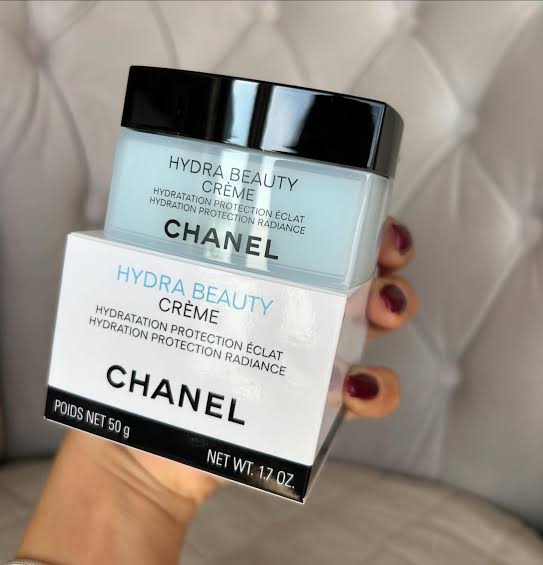 HYDRA BEAUTY
CRÈME
HYDRATATION PROTECTION ÉCLAT
HYDRATION PROTECTION RADIANCE
CHANEL
HYDRA BEAUTY
CRÈME
HYDRATATION PROTECTION ÉCLAT
HYDRATION PROTECTION RADIANCE
CHANEL
POIDS NET 50 g
NET WT. 1.7 OZ.